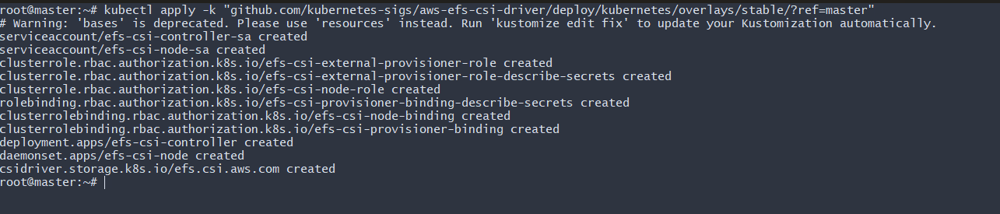 root@master:~# kubectl apply -k "github.com/kubernetes-sigs/aws-efs-csi-driver/deploy/kubernetes/overlays/stable/?ref=master"
# Warning: 'bases' is deprecated. Please use 'resources' instead. Run 'kustomize edit fix' to update your Kustomization automatically.
serviceaccount/efs-csi-controller-sa created
serviceaccount/efs-csi-node-sa created
clusterrole.rbac.authorization.k8s.io/efs-csi-external-provisioner-role created
clusterrole.rbac.authorization.k8s.io/efs-csi-external-provisioner-role-describe-secrets created
clusterrole.rbac.authorization.k8s.io/efs-csi-node-role created
rolebinding.rbac.authorization.k8s.io/efs-csi-provisioner-binding-describe-secrets created
clusterrolebinding.rbac.authorization.k8s.io/efs-csi-node-binding created
clusterrolebinding.rbac.authorization.k8s.io/efs-csi-provisioner-binding created
deployment.apps/efs-csi-controller created
daemonset.apps/efs-csi-node created
csidriver.storage.k8s.io/efs.csi.aws.com created
root@master:~#